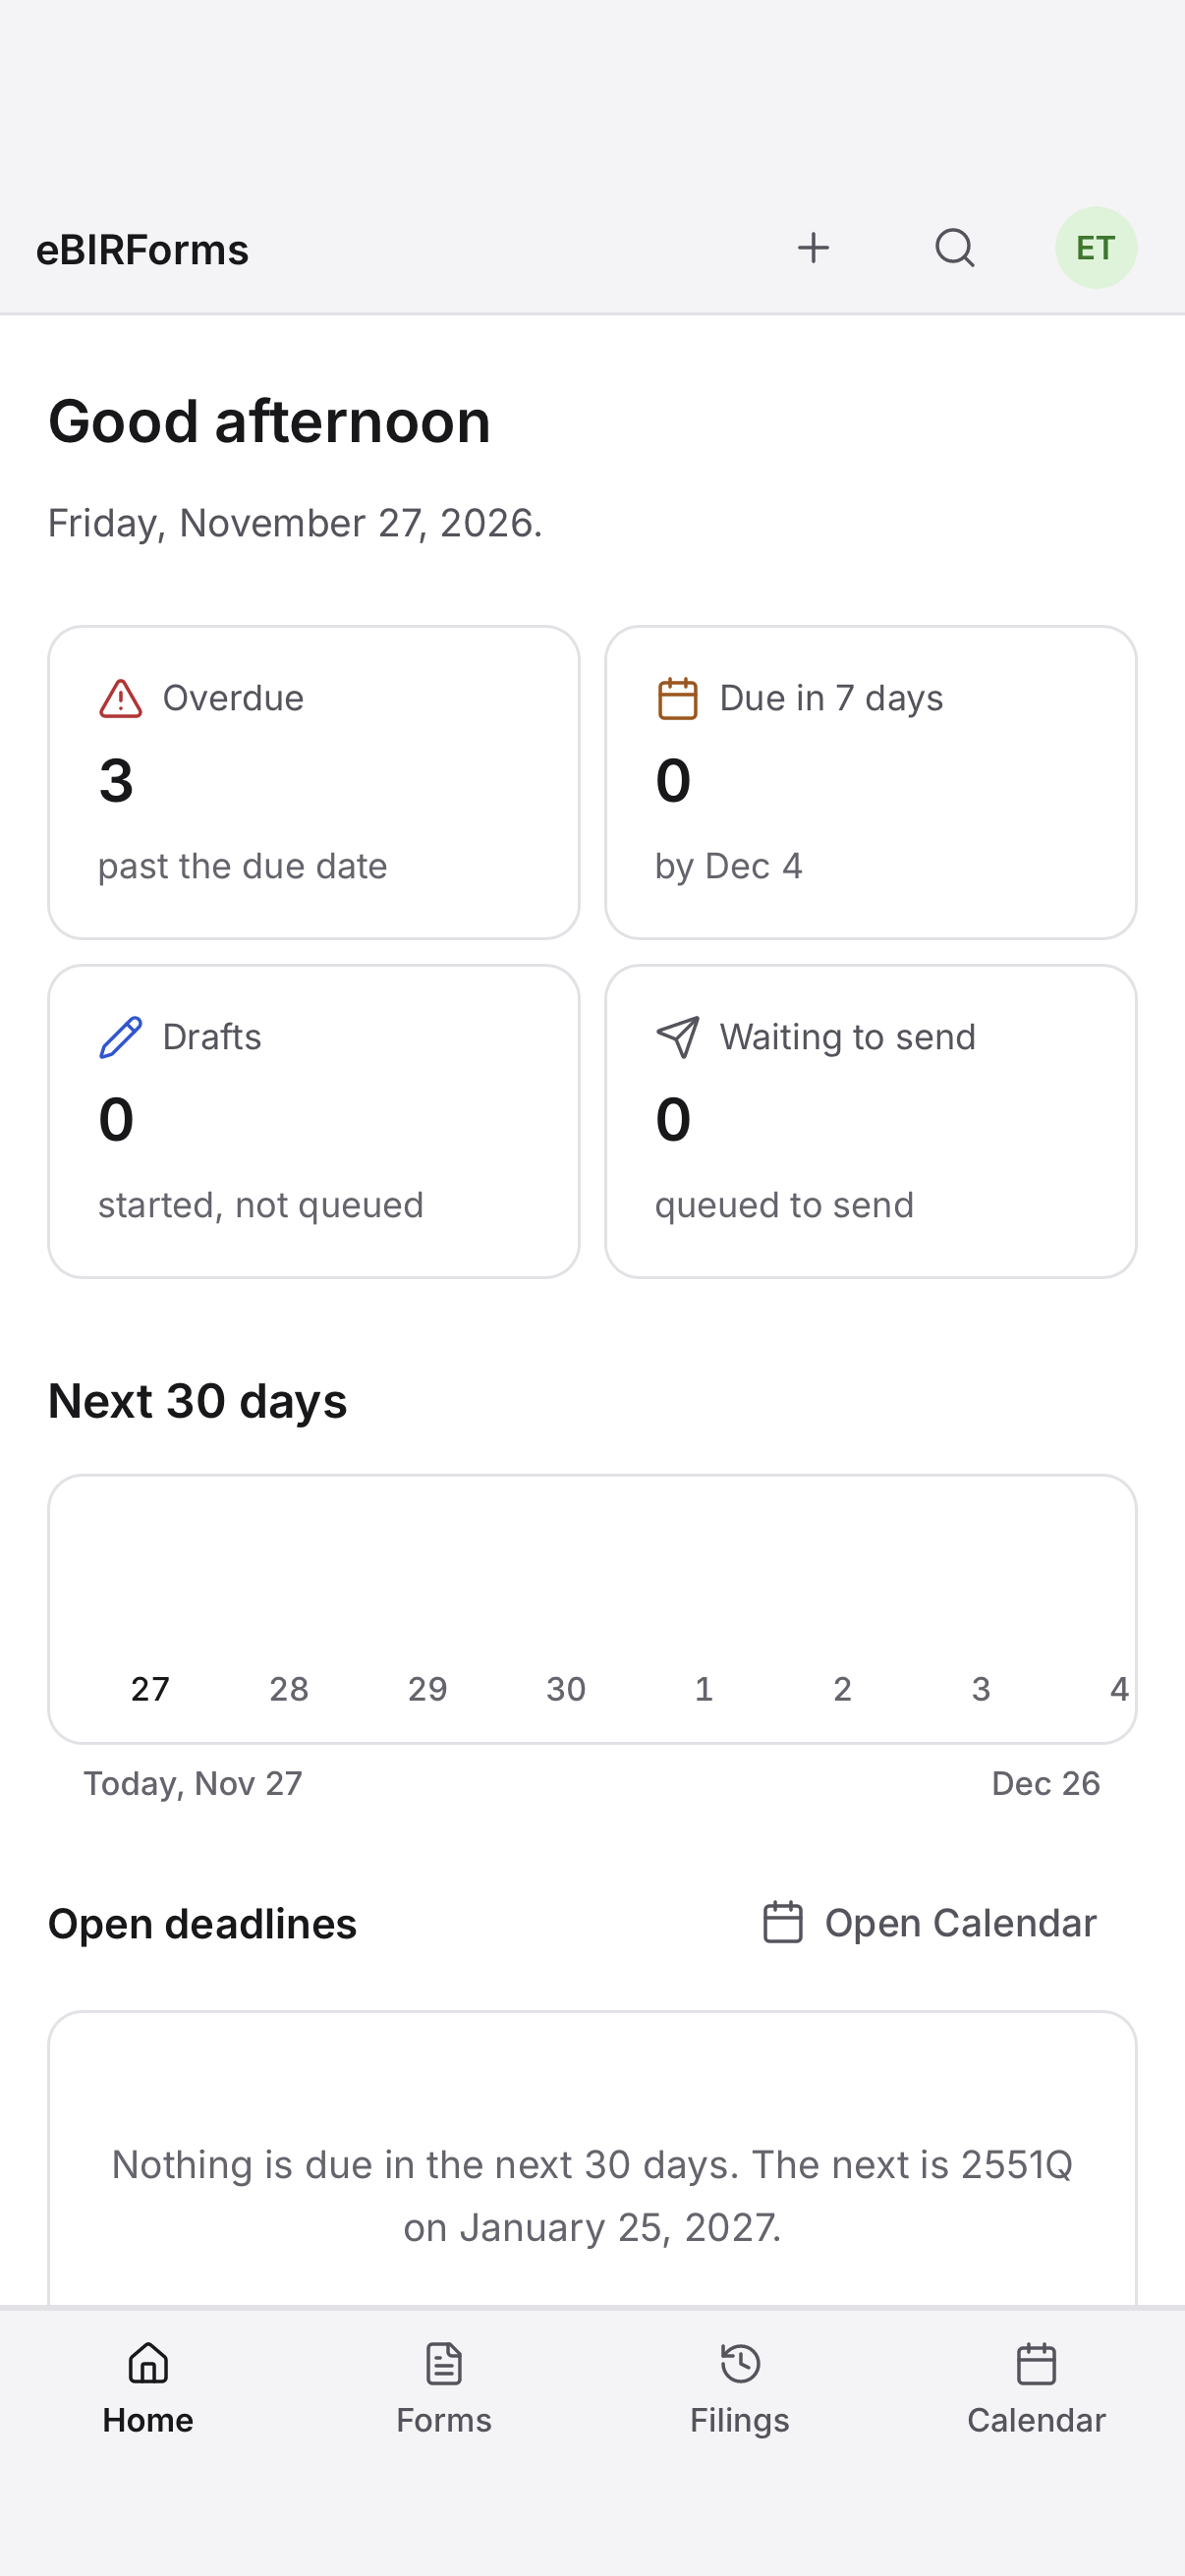 eBIRForms
ET
Good afternoon
Friday, November 27, 2026.
Overdue
3
past the due date
Due in 7 days
0
by Dec 4
Drafts
0
started, not queued
Waiting to send
0
queued to send
Next 30 days
27 28 29 30 1 2 3 4
Today, Nov 27
Dec 26
Open deadlines
Open Calendar
Nothing is due in the next 30 days. The next is 2551Q
on January 25, 2027.
Home
Forms
Filings
Calendar